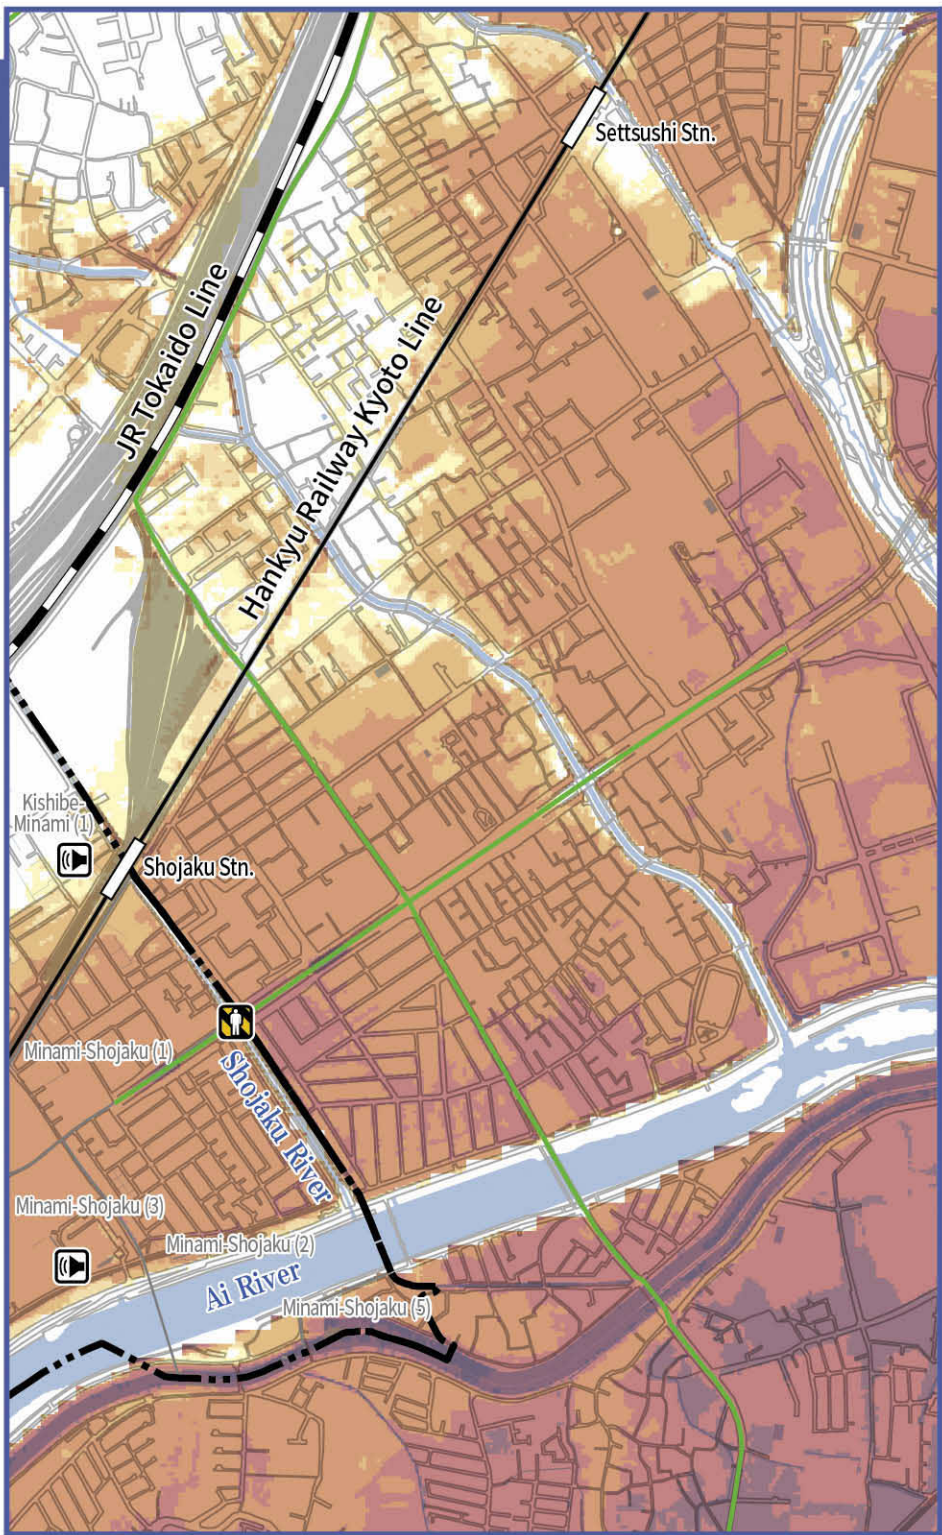 Settsushi Stn.
JR Tokaido Line
Hankyu Railway Kyoto Line
Kishibe-
Minami (1)
Shojaku Stn.
Minami-Shojaku (1)
Shojaku River
Minami-Shojaku (3)
Minami-Shojaku (2)
Ai River
Minami-Shojaku (5)